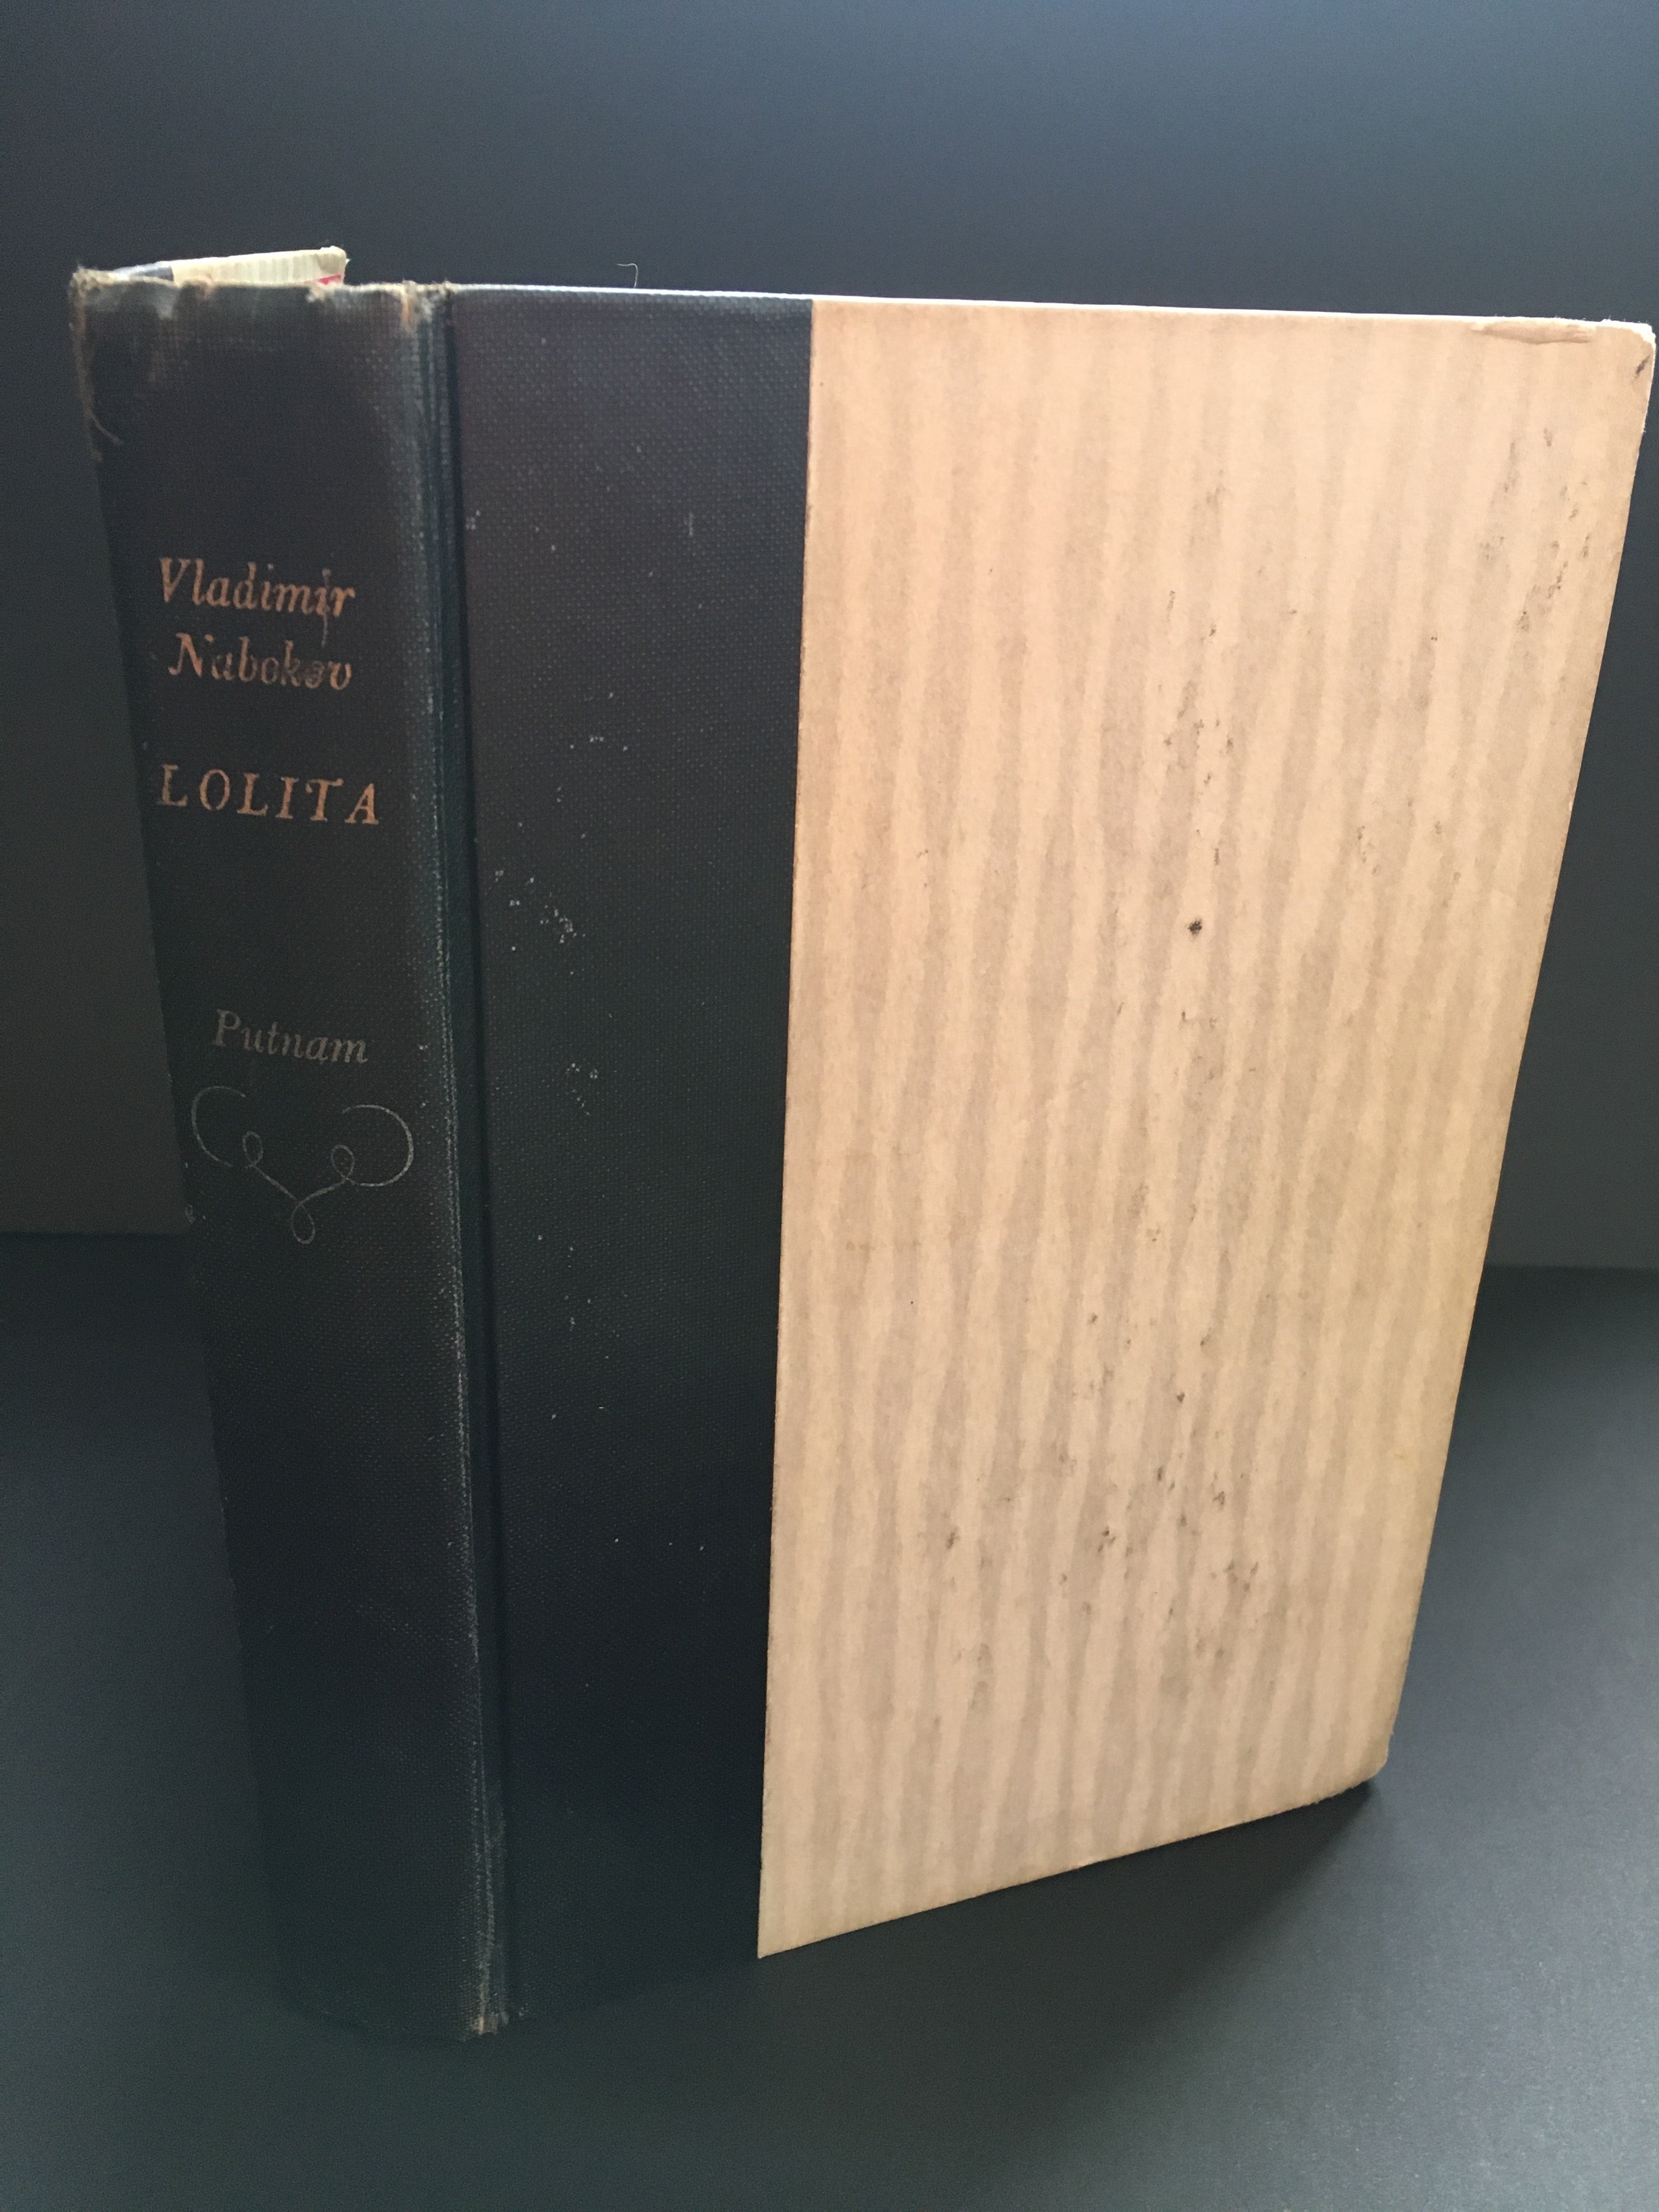 Vladimir
Nabokov
LOLITA
Putnam